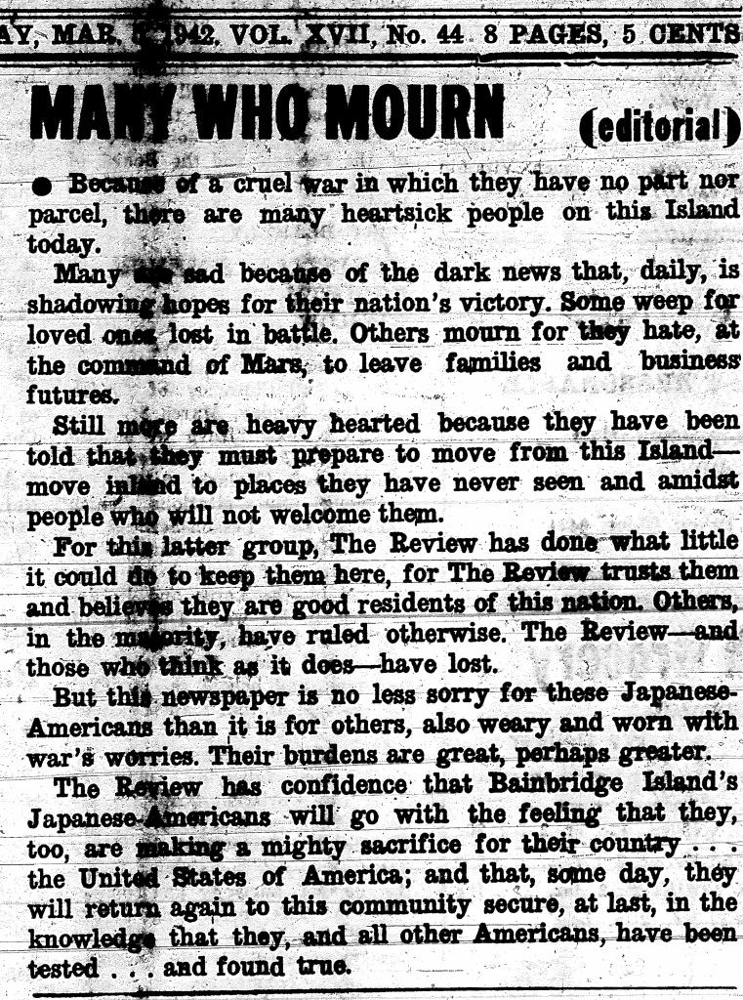 AY, MAR. 5, 1942, VOL. XVII, No. 44 8 PAGES, 5 CENTS
MANY WHO MOURN (editorial)
● Because of a cruel war in which they have no part nor
parcel, there are many heartsick people on this Island
today.
Many are sad because of the dark news that, daily, is
shadowing hopes for their nation's victory. Some weep for
loved ones lost in battle. Others mourn for they hate, at
the command of Mars, to leave families and business
futures.
Still more are heavy hearted because they have been
told that they must prepare to move from this Island—
move inland to places they have never seen and amidst
people who will not welcome them.
For this latter group, The Review has done what little
it could do to keep them here, for The Review trusts them
and believes they are good residents of this nation. Others,
in the majority, have ruled otherwise. The Review—and
those who think as it does—have lost.
But this newspaper is no less sorry for these Japanese-
Americans than it is for others, also weary and worn with
war's worries. Their burdens are great, perhaps greater.
The Review has confidence that Bainbridge Island's
Japanese-Americans will go with the feeling that they,
too, are making a mighty sacrifice for their country . . .
the United States of America; and that, some day, they
will return again to this community secure, at last, in the
knowledge that they, and all other Americans, have been
tested . . . and found true.